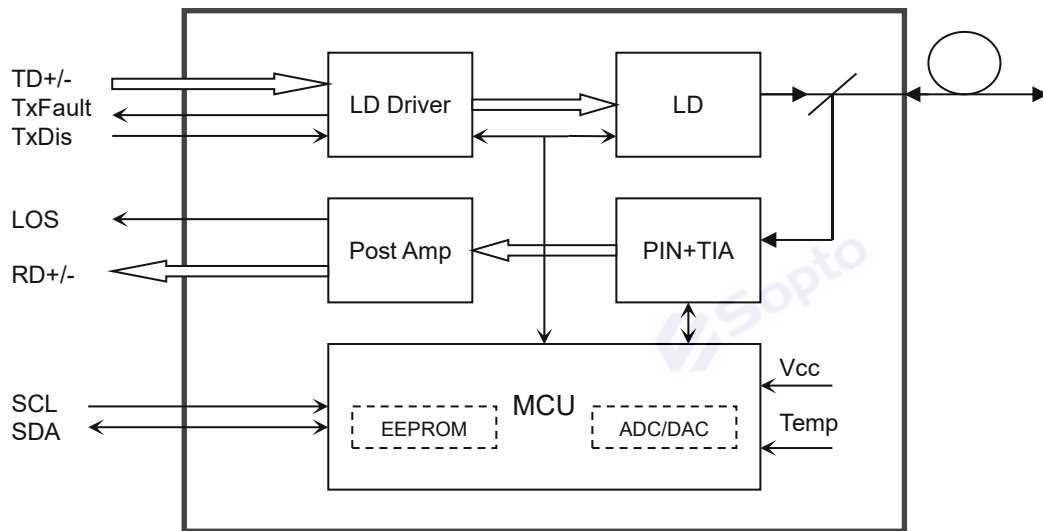 TD+/-
TxFault
TxDis
LD Driver
LD
LOS
RD+/-
Post Amp
PIN+TIA
Sopto
SCL
SDA
MCU
EEPROM
ADC/DAC
Vcc
Temp